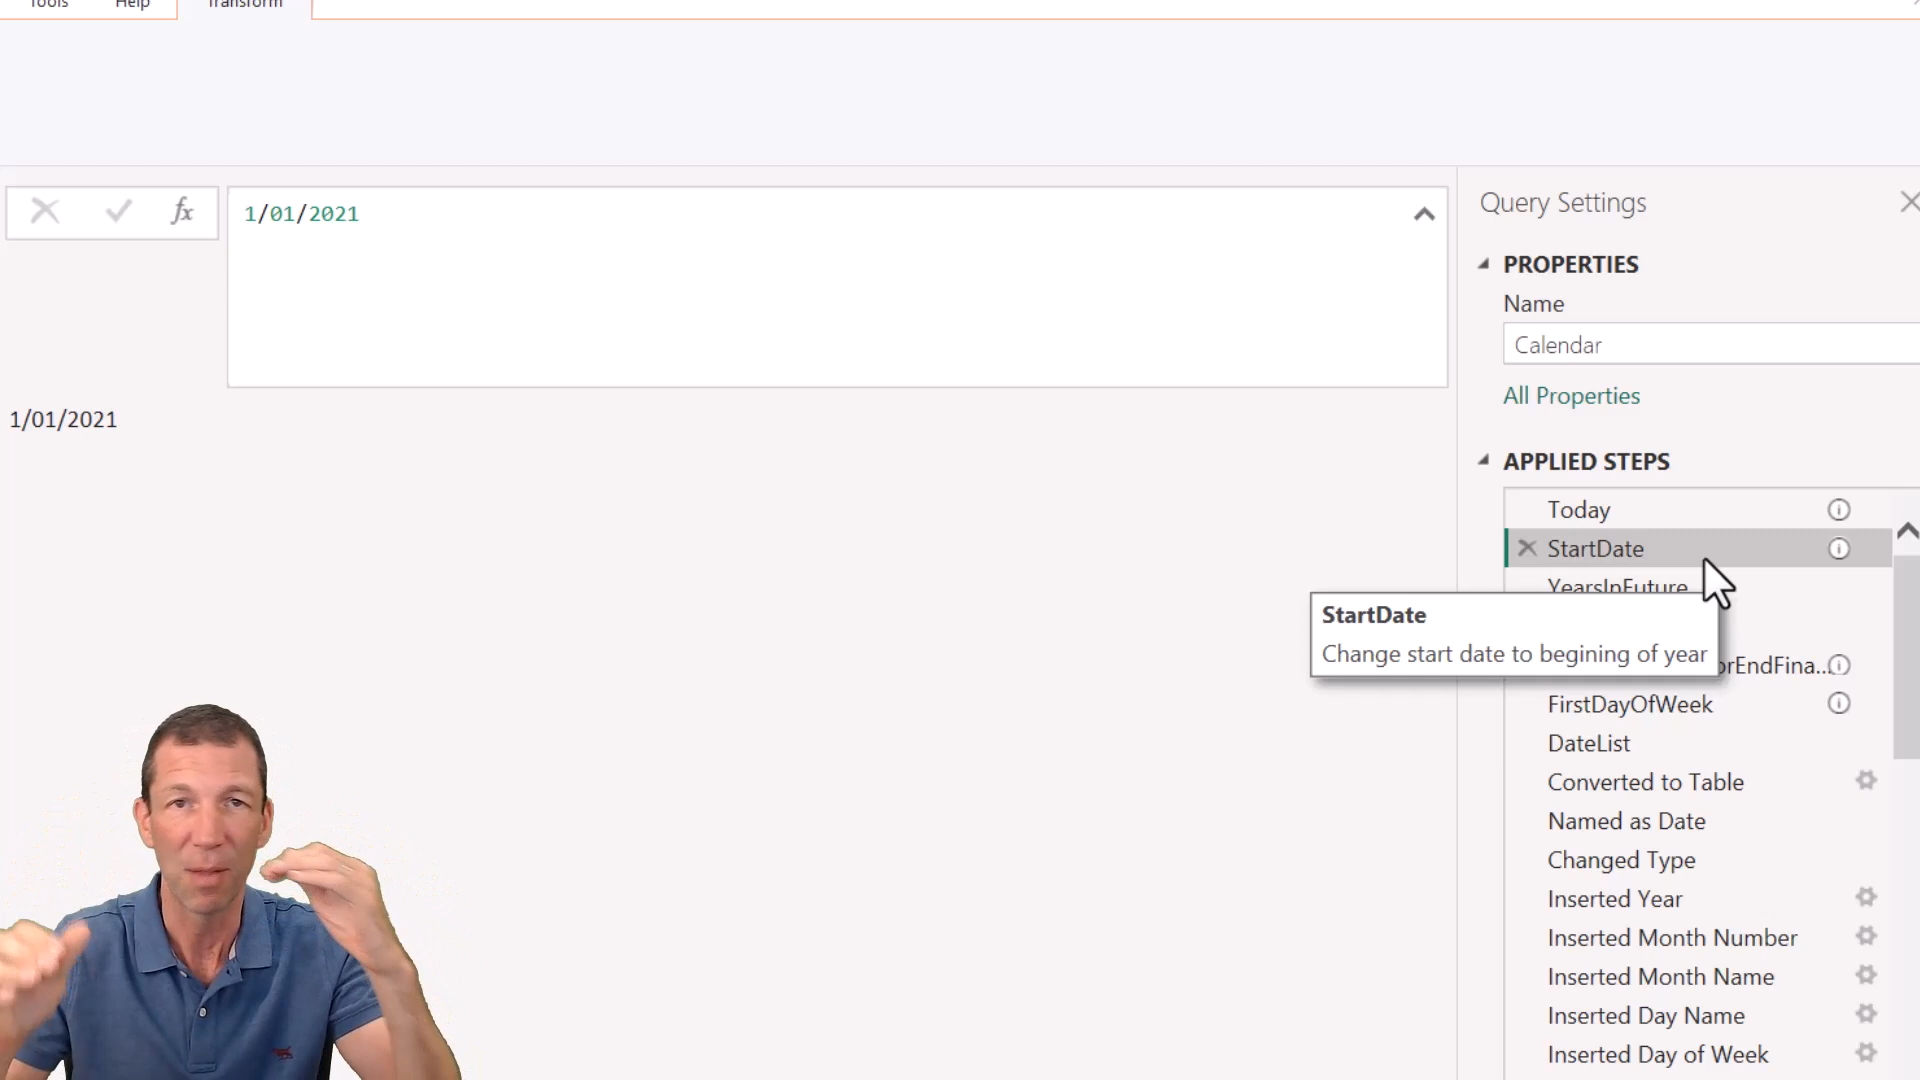 Tools Help Transform
fx
1/01/2021
1/01/2021
Query Settings
PROPERTIES
Name
Calendar
All Properties
APPLIED STEPS
Today
StartDate
YearsInFuture
StartDate
Change start date to begining of year
orEndFina...
FirstDayOfWeek
DateList
Converted to Table
Named as Date
Changed Type
Inserted Year
Inserted Month Number
Inserted Month Name
Inserted Day Name
Inserted Day of Week